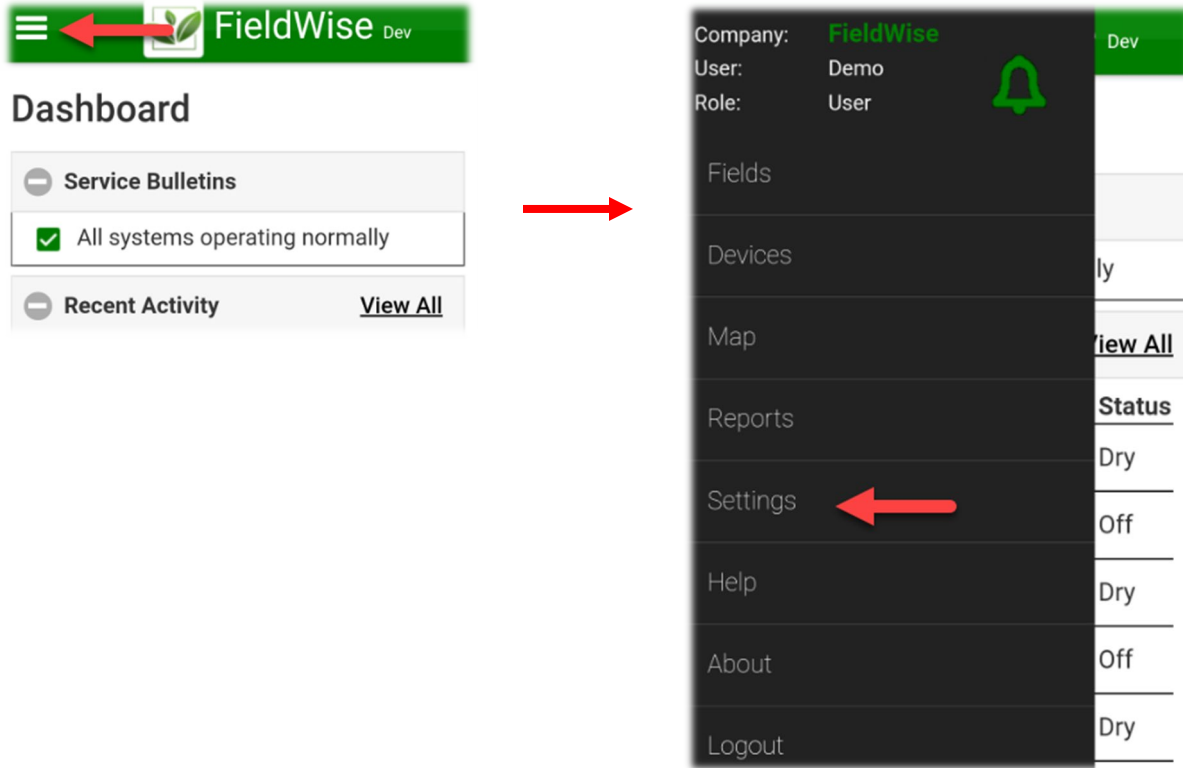 FieldWise Dev
Dashboard
Service Bulletins
All systems operating normally
Recent Activity View All
Company: FieldWise
User: Demo
Role: User
Fields
Devices
Map
Reports
Settings
Help
About
Logout
Dev
ly
View All
Status
Dry
Off
Dry
Off
Dry